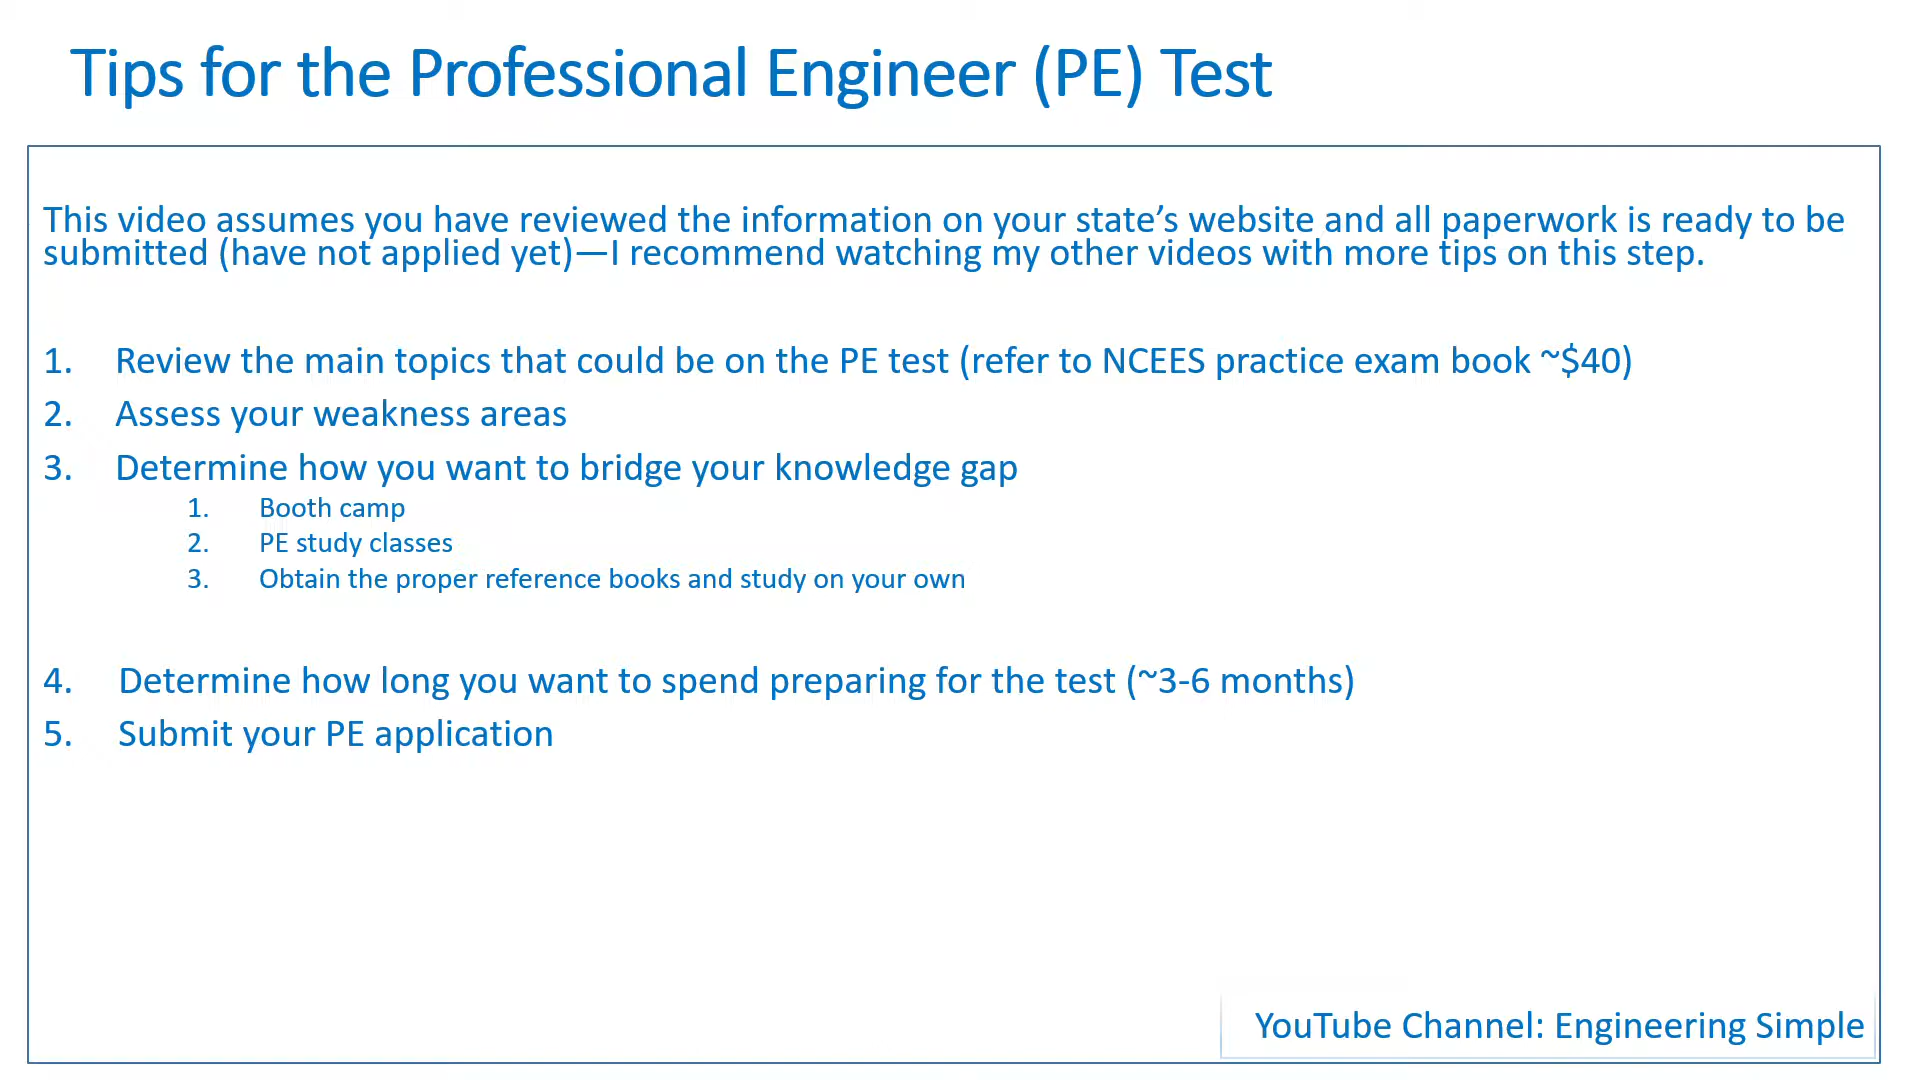 Tips for the Professional Engineer (PE) Test
This video assumes you have reviewed the information on your state’s website and all paperwork is ready to be
submitted (have not applied yet)—I recommend watching my other videos with more tips on this step.
1. Review the main topics that could be on the PE test (refer to NCEES practice exam book ~$40)
2. Assess your weakness areas
3. Determine how you want to bridge your knowledge gap
1. Booth camp
2. PE study classes
3. Obtain the proper reference books and study on your own
4. Determine how long you want to spend preparing for the test (~3-6 months)
5. Submit your PE application
YouTube Channel: Engineering Simple